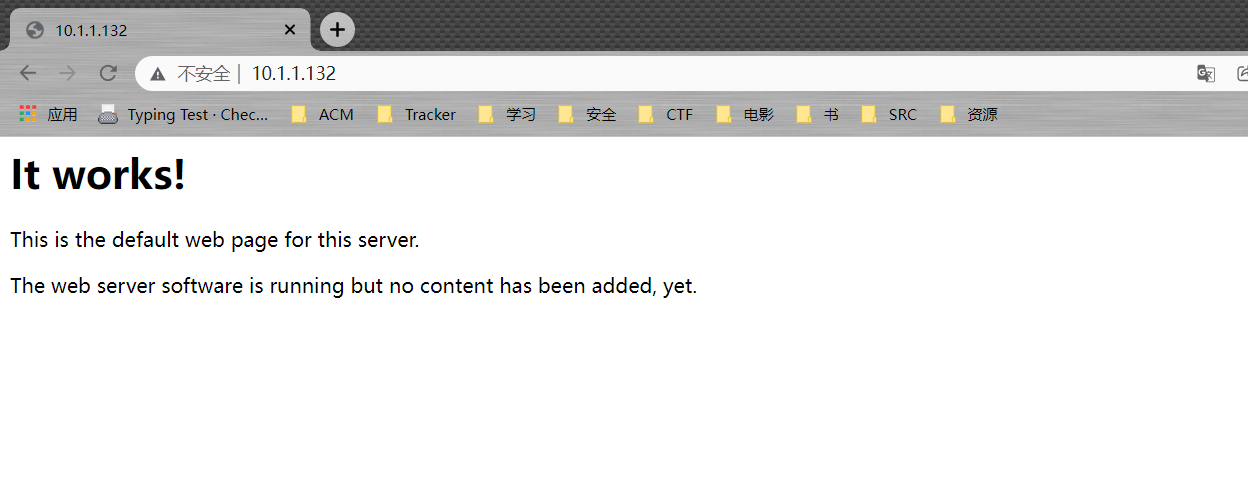 10.1.1.132
不安全 | 10.1.1.132
应用 Typing Test · Chec... ACM Tracker 学习 安全 CTF 电影 书 SRC 资源
It works!
This is the default web page for this server.
The web server software is running but no content has been added, yet.